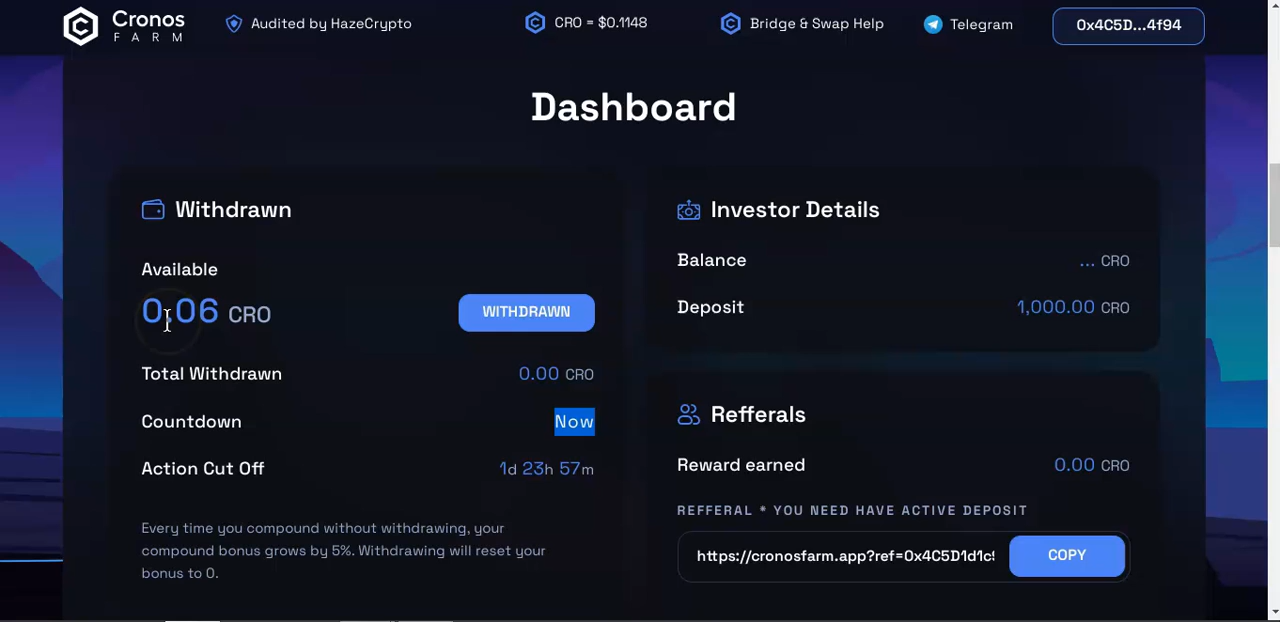 Cronos
FARM
Audited by HazeCrypto
CRO = $0.1148
Bridge & Swap Help
Telegram
0x4C5D...4f94
Dashboard
Withdrawn
Available
0.06 CRO
WITHDRAWN
Total Withdrawn 0.00 CRO
Countdown Now
Action Cut Off 1d 23h 57m
Every time you compound without withdrawing, your
compound bonus grows by 5%. Withdrawing will reset your
bonus to 0.
Investor Details
Balance ... CRO
Deposit 1,000.00 CRO
Refferals
Reward earned 0.00 CRO
REFFERAL * YOU NEED HAVE ACTIVE DEPOSIT
https://cronosfarm.app?ref=0x4C5D1d1c
COPY